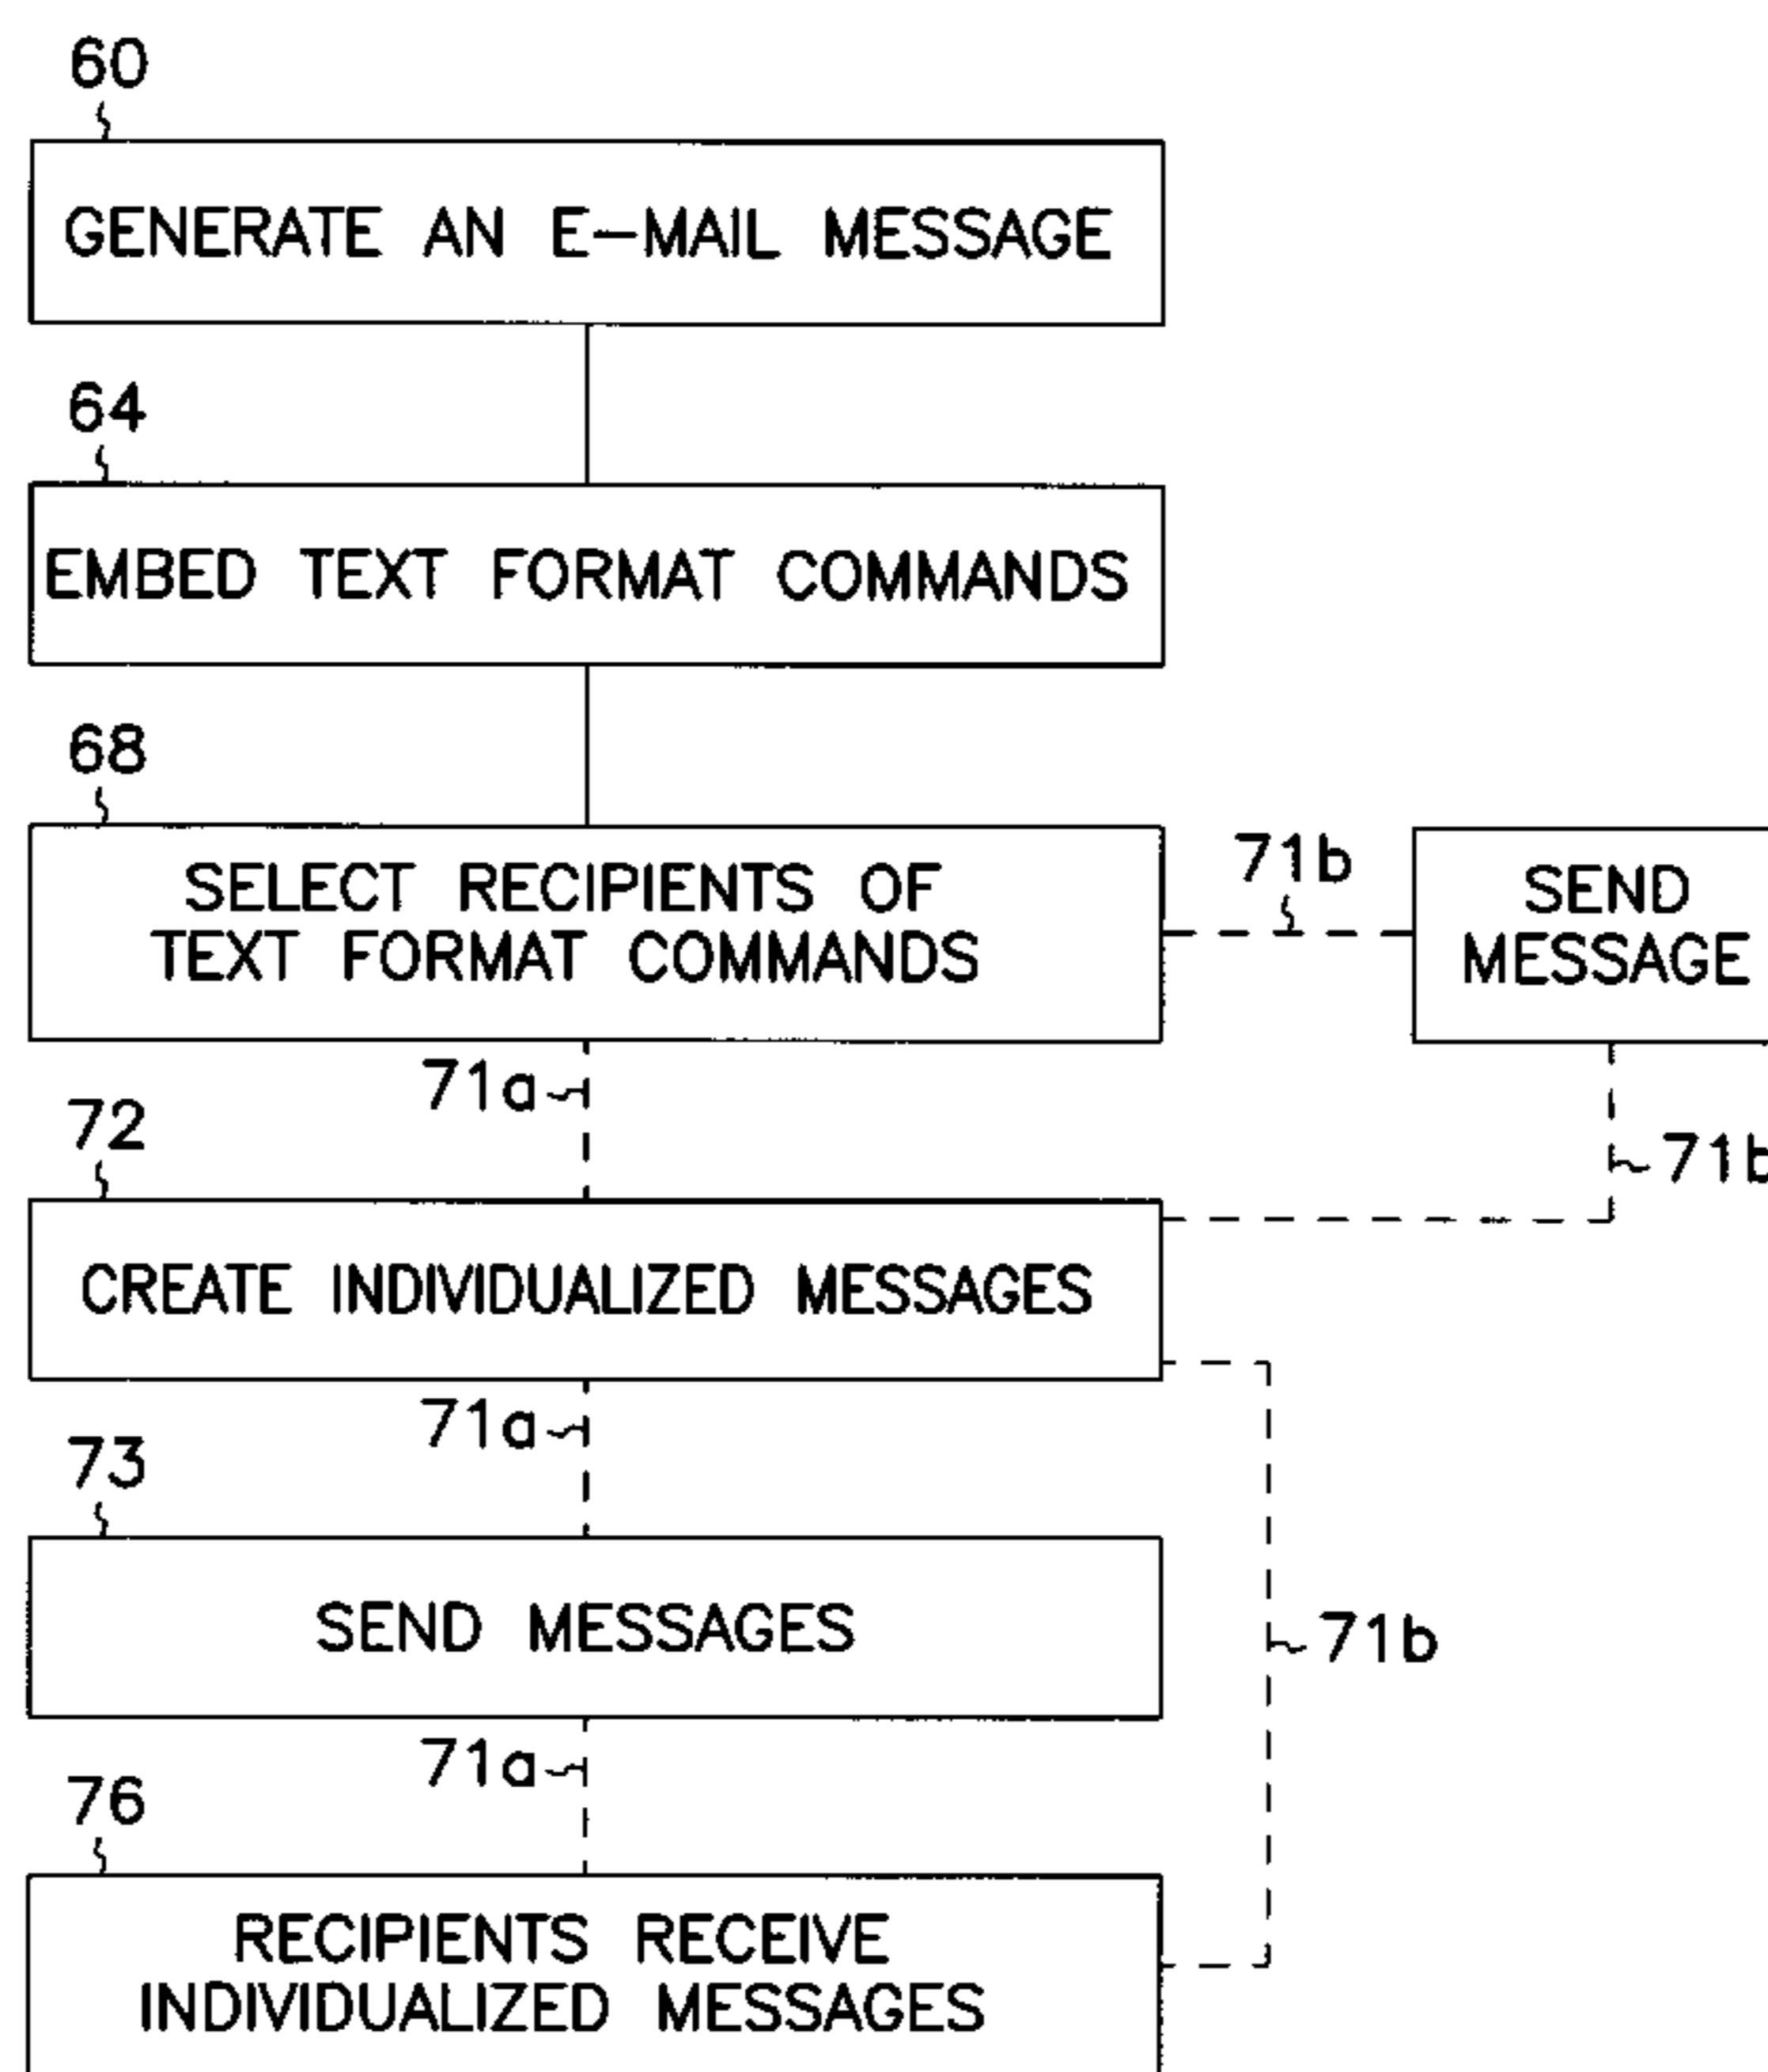 60
GENERATE AN E-MAIL MESSAGE
64
EMBED TEXT FORMAT COMMANDS
68
SELECT RECIPIENTS OF
TEXT FORMAT COMMANDS
71b
SEND
MESSAGE
71a
71b
72
CREATE INDIVIDUALIZED MESSAGES
71a
73
SEND MESSAGES
71b
71a
76
RECIPIENTS RECEIVE
INDIVIDUALIZED MESSAGES